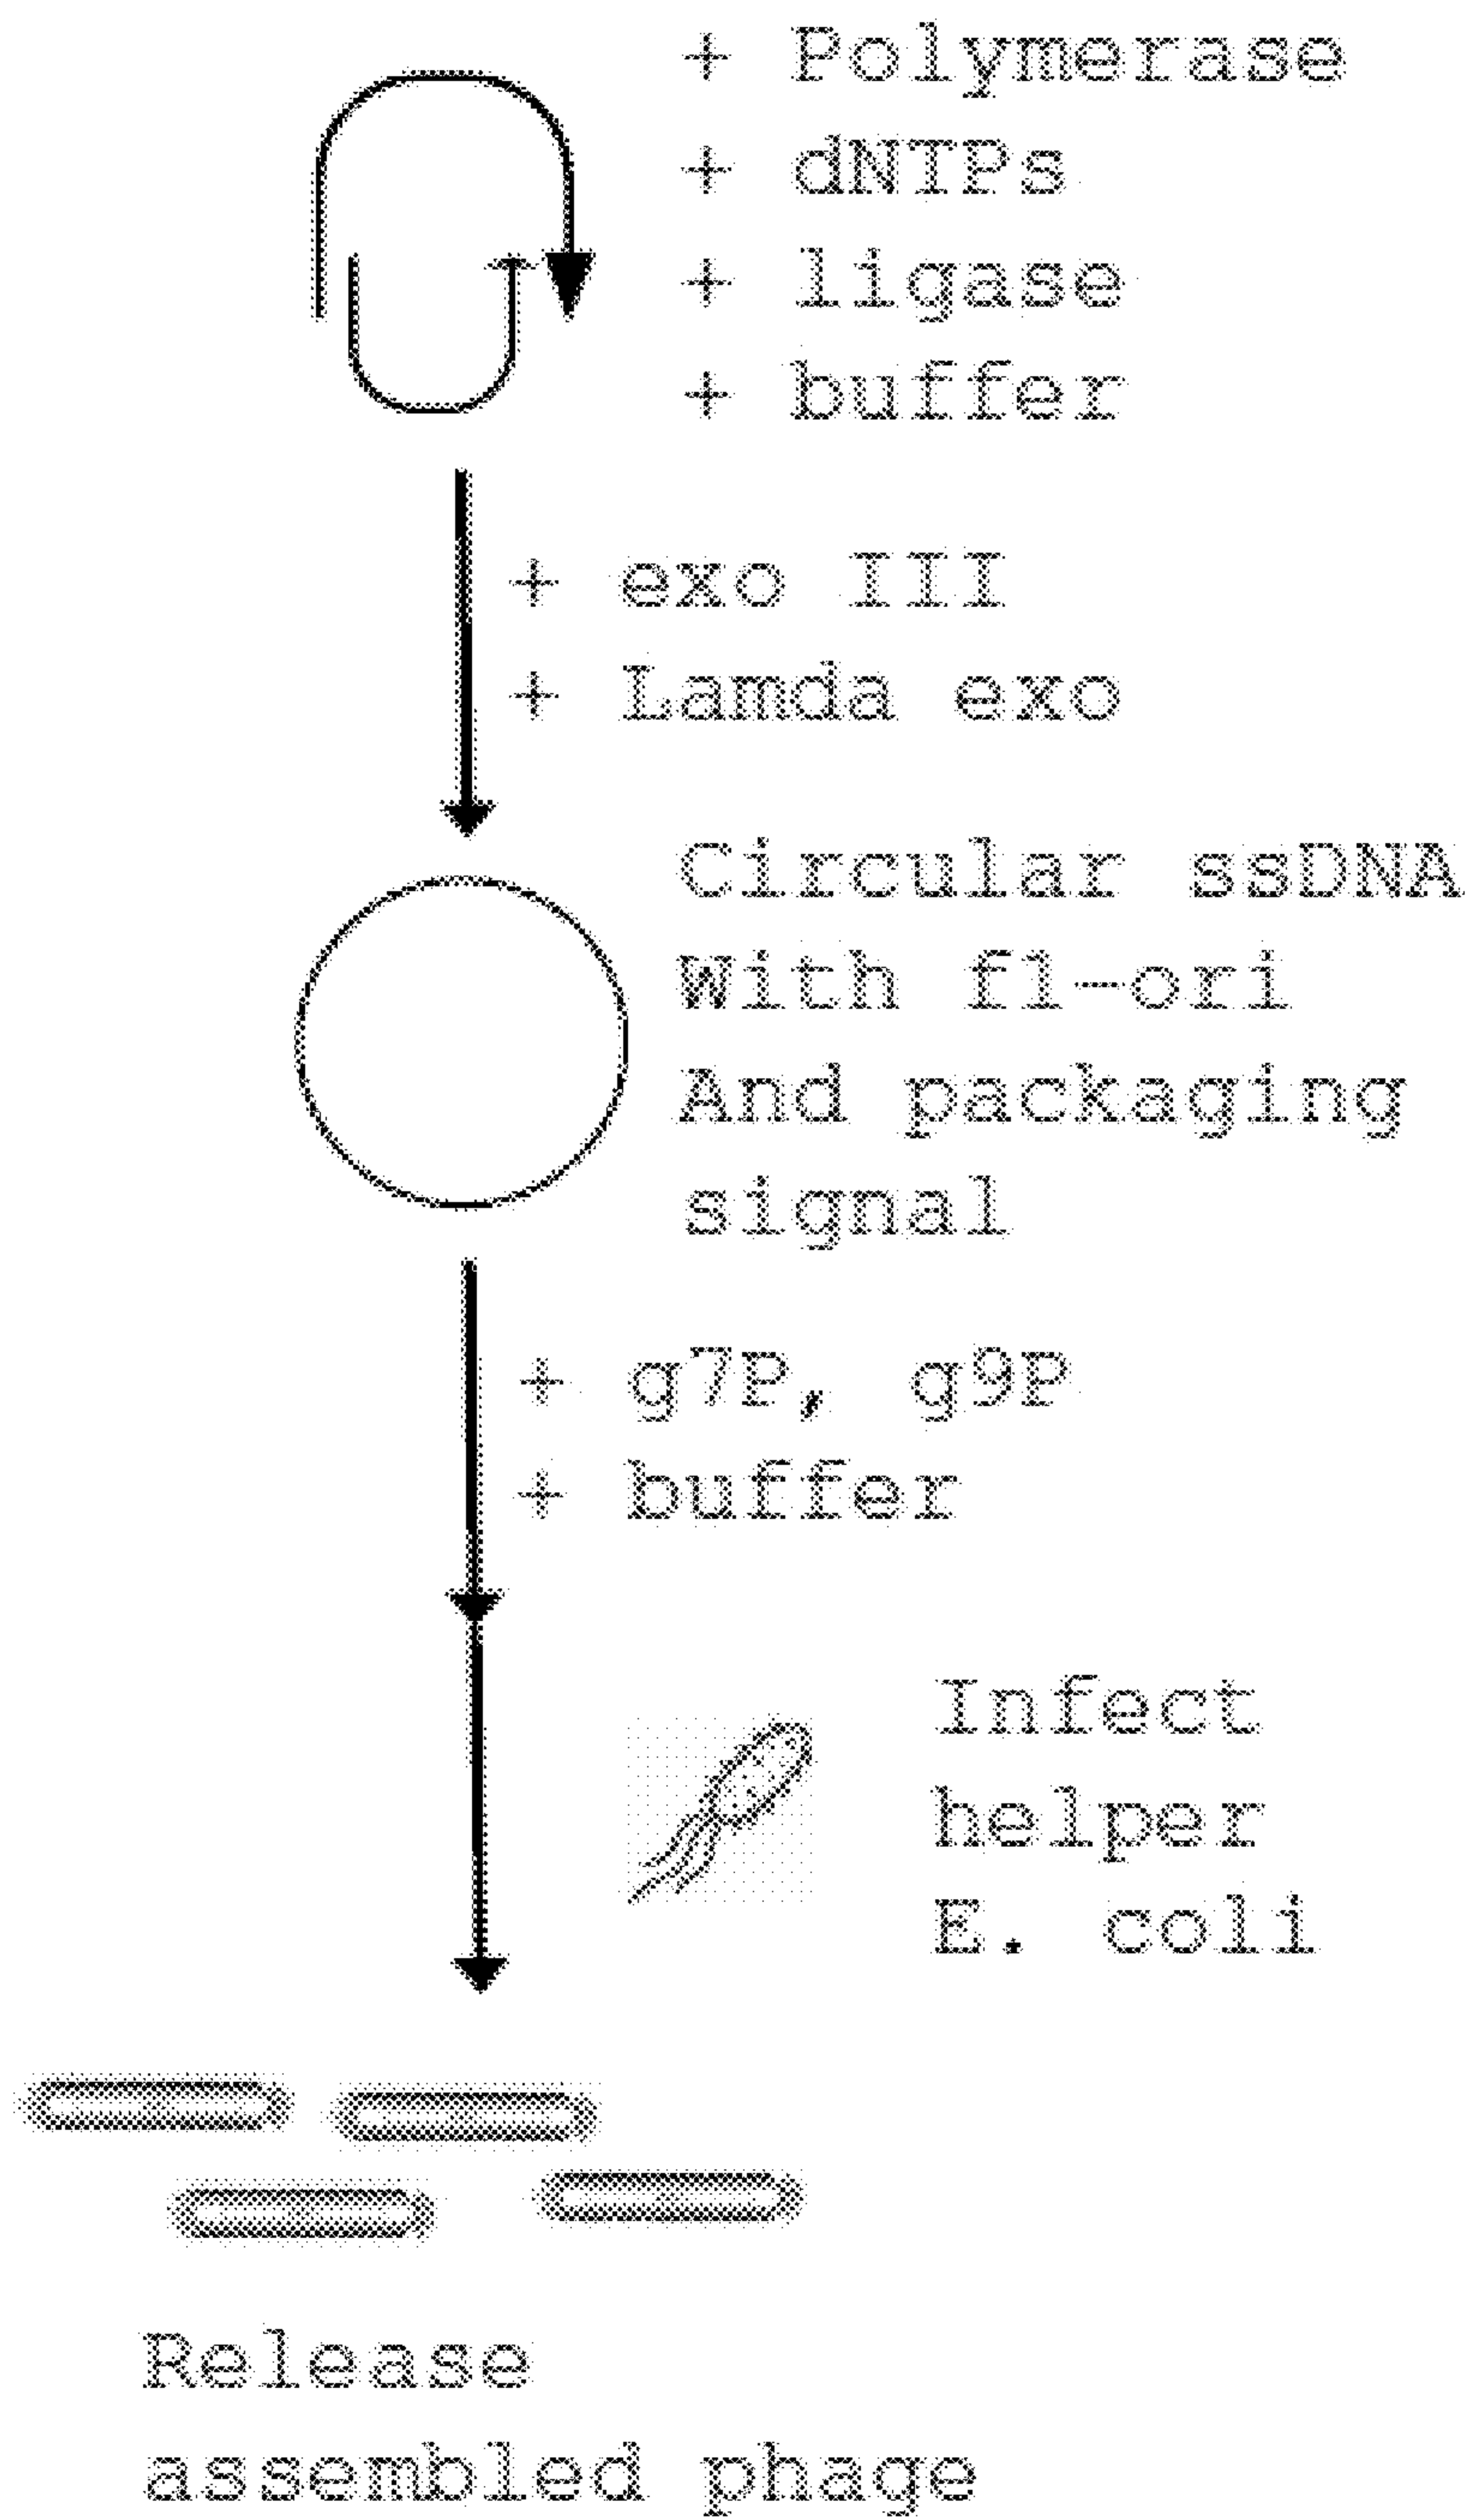 + Polymerase
+ dNTPs
+ ligase
+ buffer
+ exo III
+ Lamda exo
Circular ssDNA
With f1-ori
And packaging
signal
+ g7P, g9P
+ buffer
Infect
helper
E. coli
Release
assembled phage